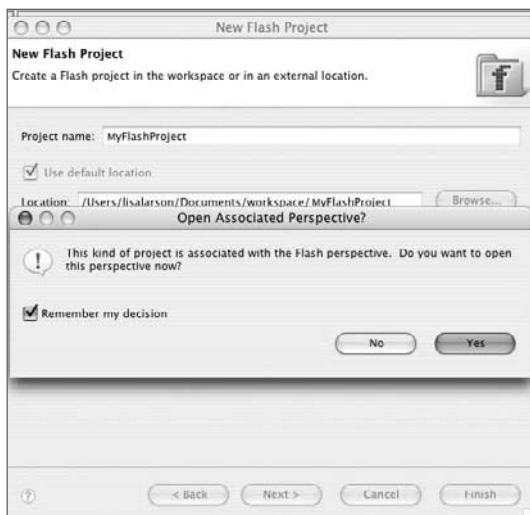 New Flash Project
New Flash Project
Create a Flash project in the workspace or in an external location.
Project name: MyFlashProject
Use default location
Location: /Users/lisalarson/Documents/workspace/MyFlashProject Browse...
Open Associated Perspective?
This kind of project is associated with the Flash perspective. Do you want to open
this perspective now?
Remember my decision
No Yes
? < Back Next > Cancel Finish